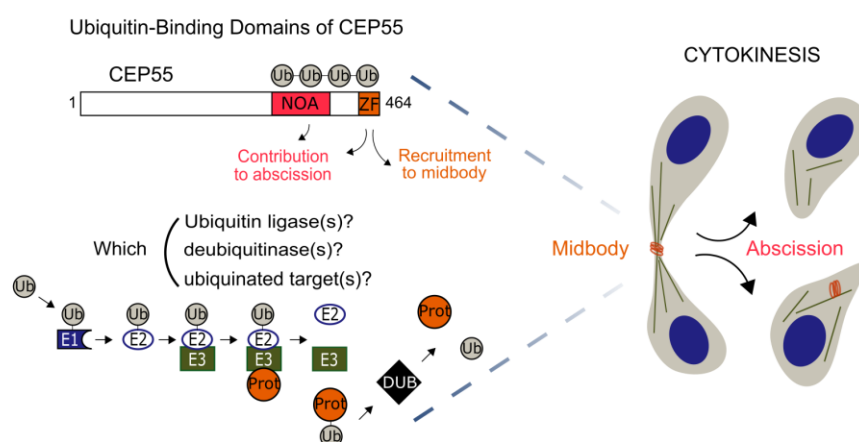 Ubiquitin-Binding Domains of CEP55
CYTOKINESIS
CEP55
Ub Ub Ub Ub
1 NOA ZF 464
Contribution
to abscission
Recruitment
to midbody
Which
Ubiquitin ligase(s)?
deubiquitinase(s)?
ubiquinated target(s)?
Midbody
Abscission
Ub
Ub Ub Ub Ub E2
E1 E2 E2 E2
E3 E3 E3
Prot
Prot
Ub
DUB
Prot
Ub